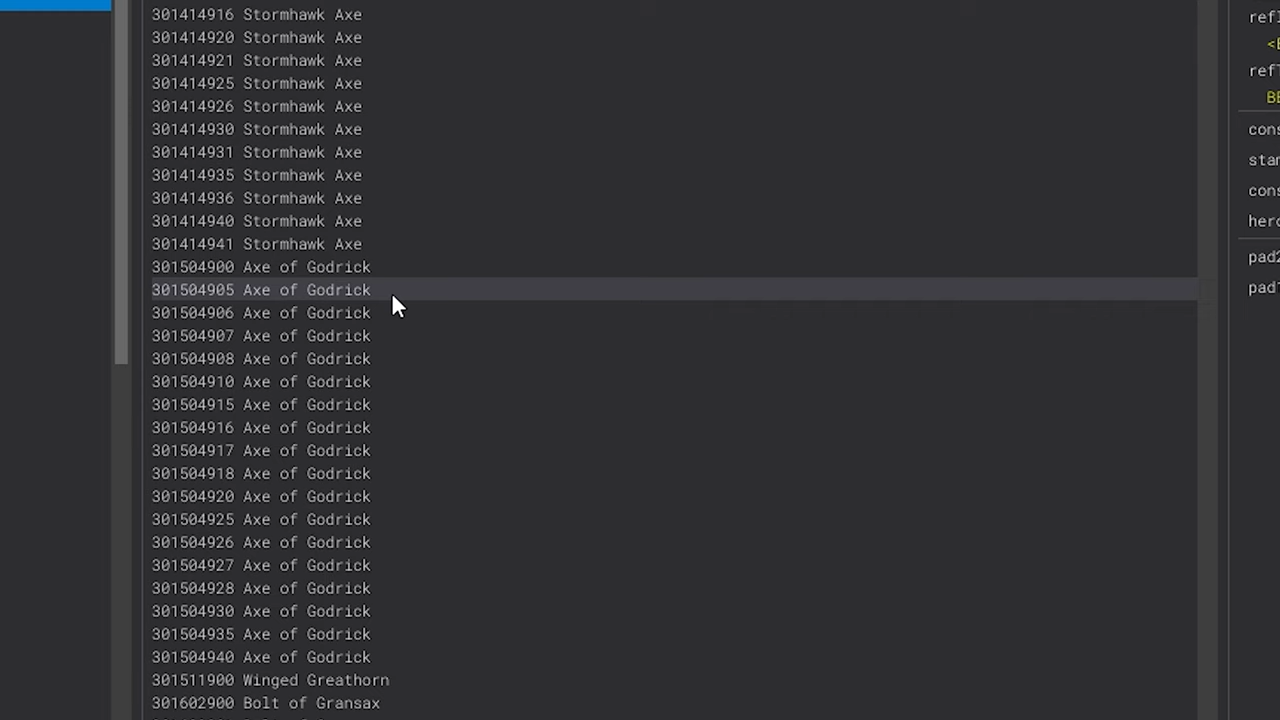 301414916 Stormhawk Axe
301414920 Stormhawk Axe
301414921 Stormhawk Axe
301414925 Stormhawk Axe
301414926 Stormhawk Axe
301414930 Stormhawk Axe
301414931 Stormhawk Axe
301414935 Stormhawk Axe
301414936 Stormhawk Axe
301414940 Stormhawk Axe
301414941 Stormhawk Axe
301504900 Axe of Godrick
301504905 Axe of Godrick
301504906 Axe of Godrick
301504907 Axe of Godrick
301504908 Axe of Godrick
301504910 Axe of Godrick
301504915 Axe of Godrick
301504916 Axe of Godrick
301504917 Axe of Godrick
301504918 Axe of Godrick
301504920 Axe of Godrick
301504925 Axe of Godrick
301504926 Axe of Godrick
301504927 Axe of Godrick
301504928 Axe of Godrick
301504930 Axe of Godrick
301504935 Axe of Godrick
301504940 Axe of Godrick
301511900 Winged Greathorn
301602900 Bolt of Gransax